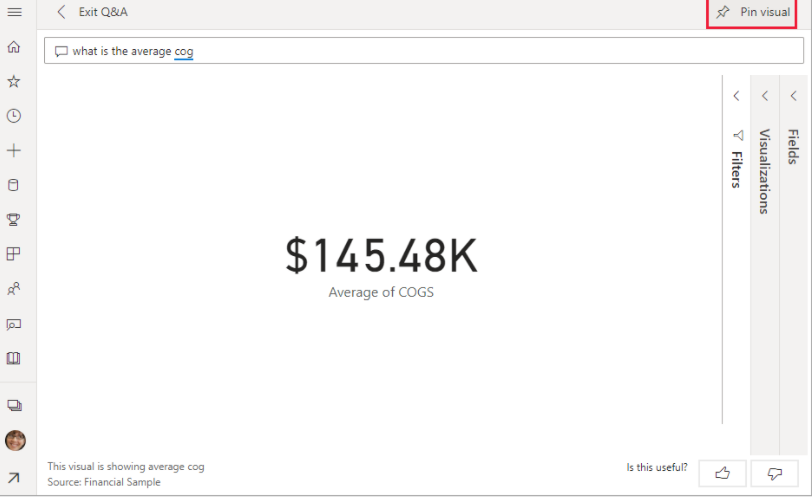 Exit Q&A
Pin visual
what is the average cog
Filters
Visualizations
Fields
$145.48K
Average of COGS
This visual is showing average cog
Source: Financial Sample
Is this useful?